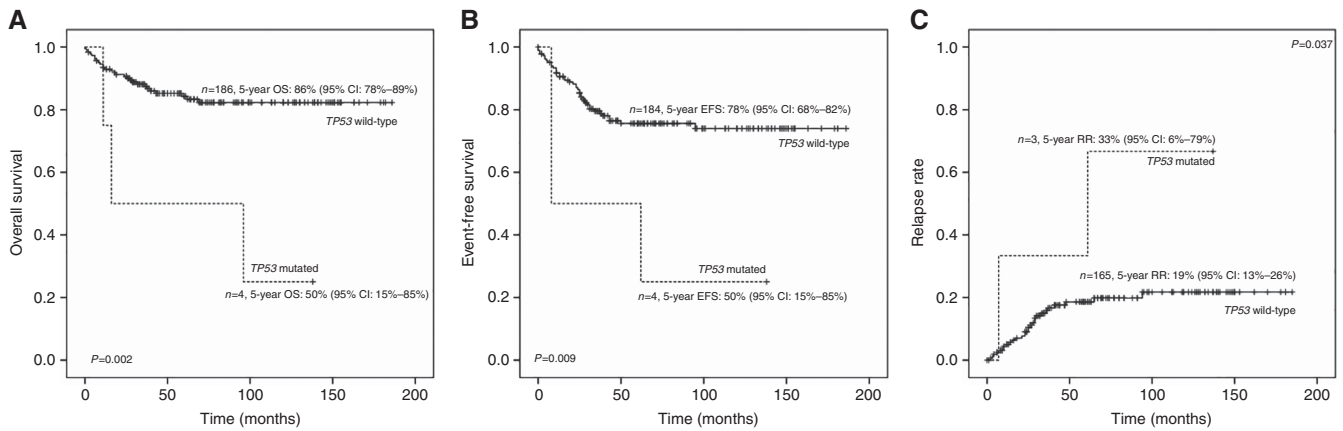 A
1.0
0.8
0.6
0.4
0.2
0.0
Overall survival
n=186, 5-year OS: 86% (95% CI: 78%–89%)
TP53 wild-type
TP53 mutated
n=4, 5-year OS: 50% (95% CI: 15%–85%)
P=0.002
0 50 100 150 200
Time (months)
B
1.0
0.8
0.6
0.4
0.2
0.0
Event-free survival
n=184, 5-year EFS: 78% (95% CI: 68%–82%)
TP53 wild-type
TP53 mutated
n=4, 5-year EFS: 50% (95% CI: 15%–85%)
P=0.009
0 50 100 150 200
Time (months)
C
1.0
0.8
0.6
0.4
0.2
0.0
Relapse rate
P=0.037
n=3, 5-year RR: 33% (95% CI: 6%–79%)
TP53 mutated
n=165, 5-year RR: 19% (95% CI: 13%–26%)
TP53 wild-type
0 50 100 150 200
Time (months)